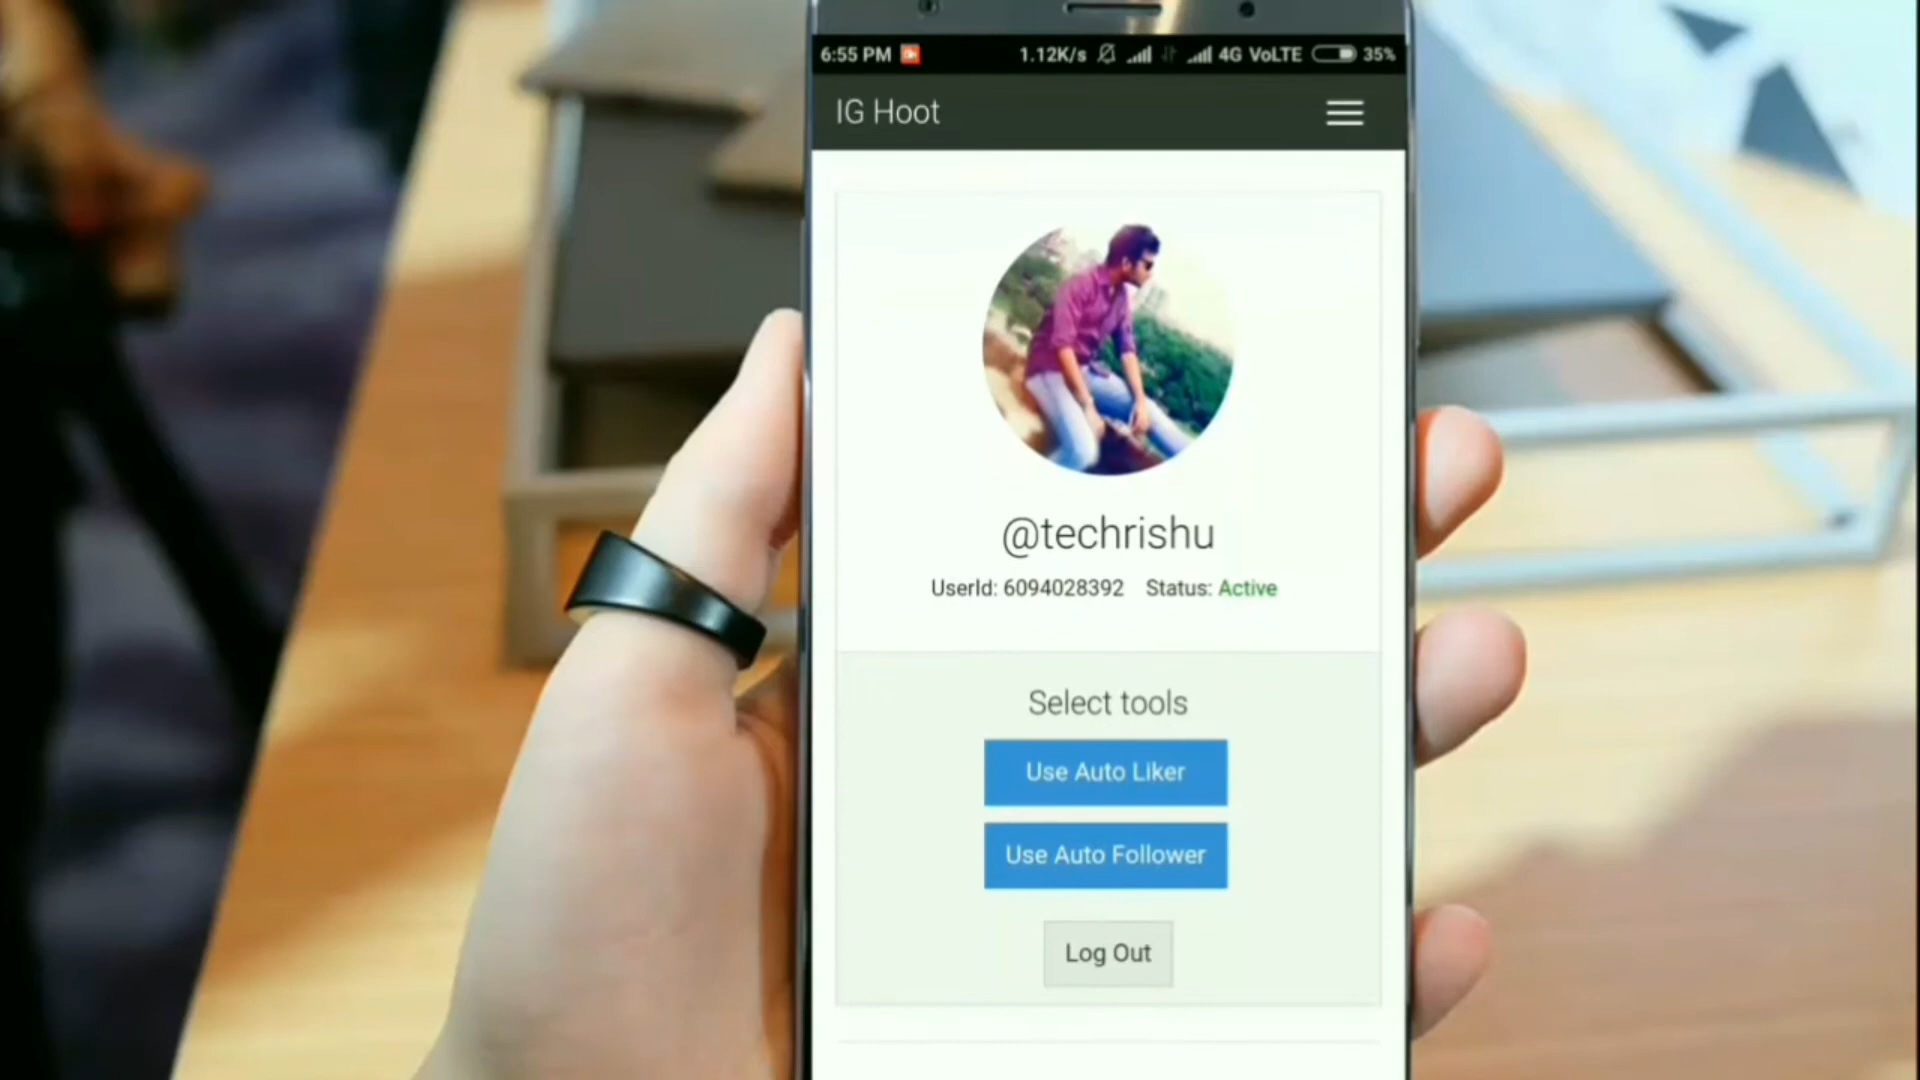 6:55 PM 1.12K/s 4G VoLTE 35%
IG Hoot
@techrishu
UserId: 6094028392 Status: Active
Select tools
Use Auto Liker
Use Auto Follower
Log Out